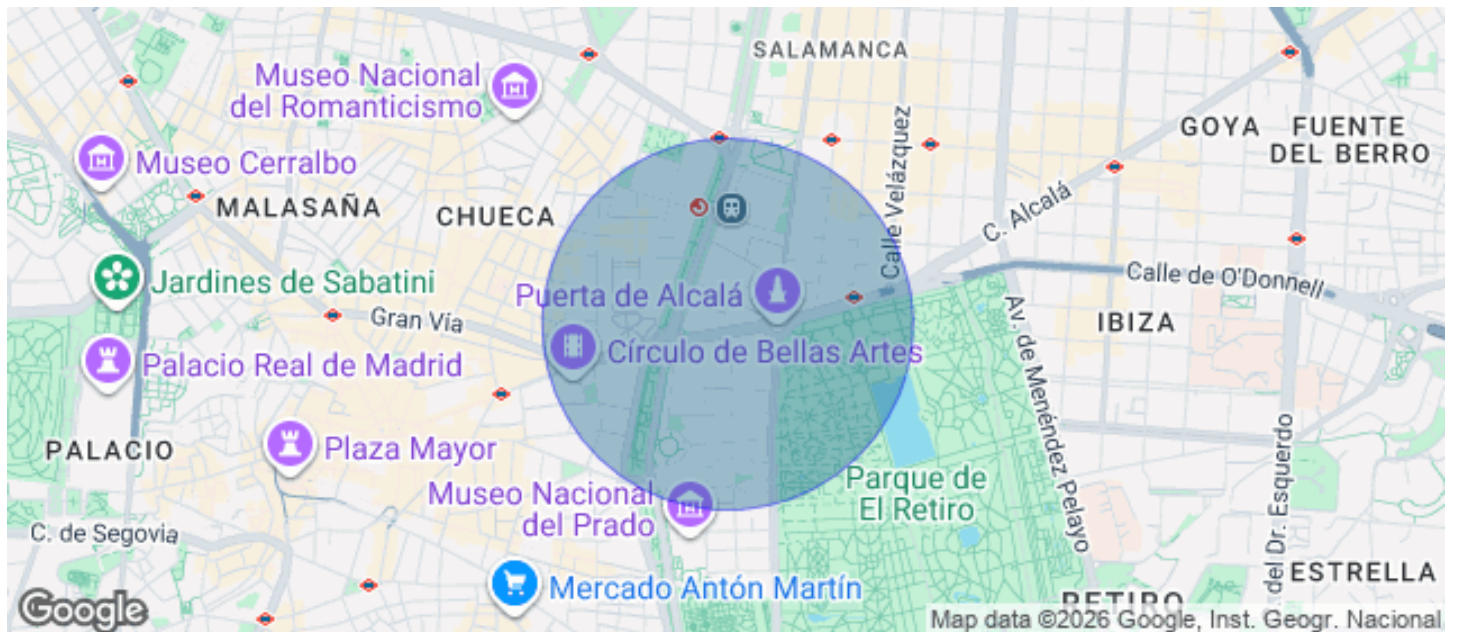 SALAMANCA
Museo Nacional
del Romanticismo
Calle Velázquez
GOYA
FUENTE
DEL BERRO
Museo Cerralbo
MALASAÑA
CHUECA
C. Alcalá
Jardines de Sabatini
Puerta de Alcalá
Calle de O'Donnell
Gran Vía
IBIZA
Círculo de Bellas Artes
Palacio Real de Madrid
Av. de Menéndez Pelayo
PALACIO
Plaza Mayor
Museo Nacional
del Prado
Parque de
El Retiro
C. de Segovia
del Dr. Esquerdo
Mercado Antón Martín
ESTRELLA
RETIRO
Google
Map data ©2026 Google, Inst. Geogr. Nacional